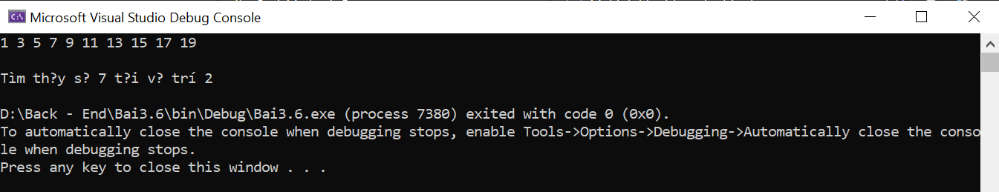 Microsoft Visual Studio Debug Console
1 3 5 7 9 11 13 15 17 19
Tìm th?y s? 7 t?i v? trí 2
D:\Back - End\Bai3.6\bin\Debug\Bai3.6.exe (process 7380) exited with code 0 (0x0).
To automatically close the console when debugging stops, enable Tools->Options->Debugging->Automatically close the conso
le when debugging stops.
Press any key to close this window . . .